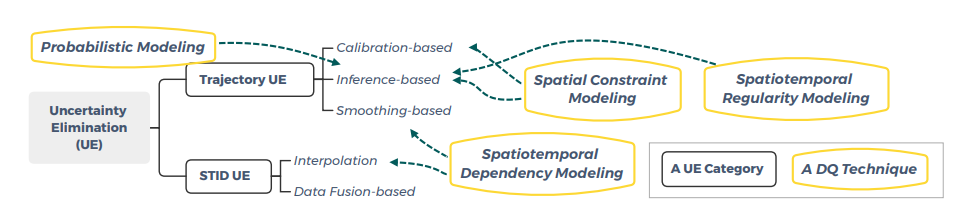 Probabilistic Modeling
Calibration-based
Trajectory UE
Inference-based
Smoothing-based
Spatial Constraint
Modeling
Spatiotemporal
Regularity Modeling
Uncertainty
Elimination
(UE)
STID UE
Interpolation
Data Fusion-based
Spatiotemporal
Dependency Modeling
A UE Category
A DQ Technique